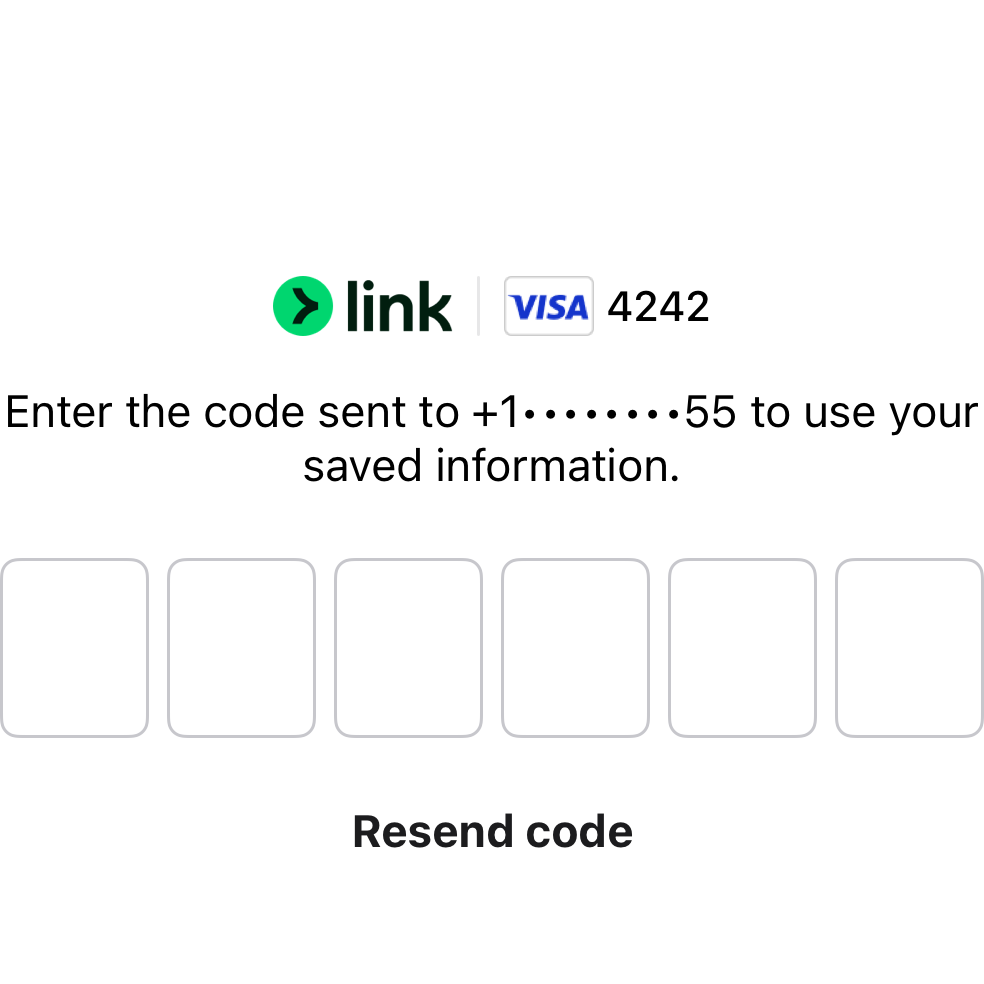 link VISA 4242
Enter the code sent to +1••••••••55 to use your
saved information.
Resend code